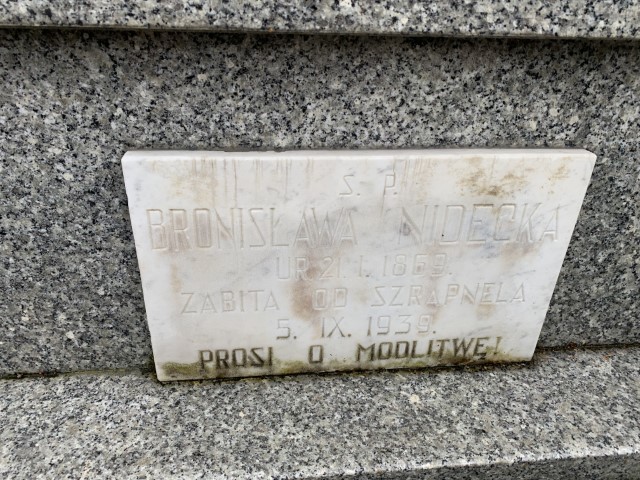 S. P.
BRONISŁAWA NIDECKA
UR. 21. I. 1869.
ZABITA OD SZRAPNELA
5. IX. 1939.
PROSI O MODLITWĘ!